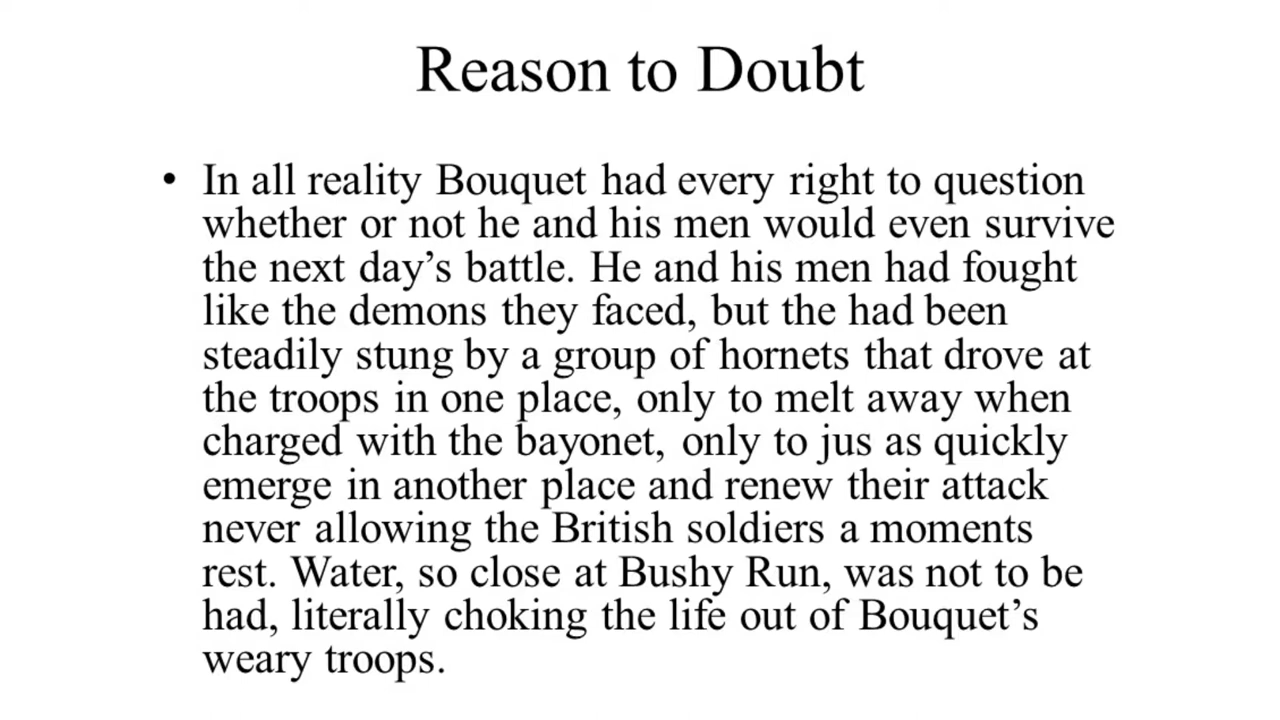 Reason to Doubt
• In all reality Bouquet had every right to question
whether or not he and his men would even survive
the next day’s battle. He and his men had fought
like the demons they faced, but the had been
steadily stung by a group of hornets that drove at
the troops in one place, only to melt away when
charged with the bayonet, only to jus as quickly
emerge in another place and renew their attack
never allowing the British soldiers a moments
rest. Water, so close at Bushy Run, was not to be
had, literally choking the life out of Bouquet’s
weary troops.